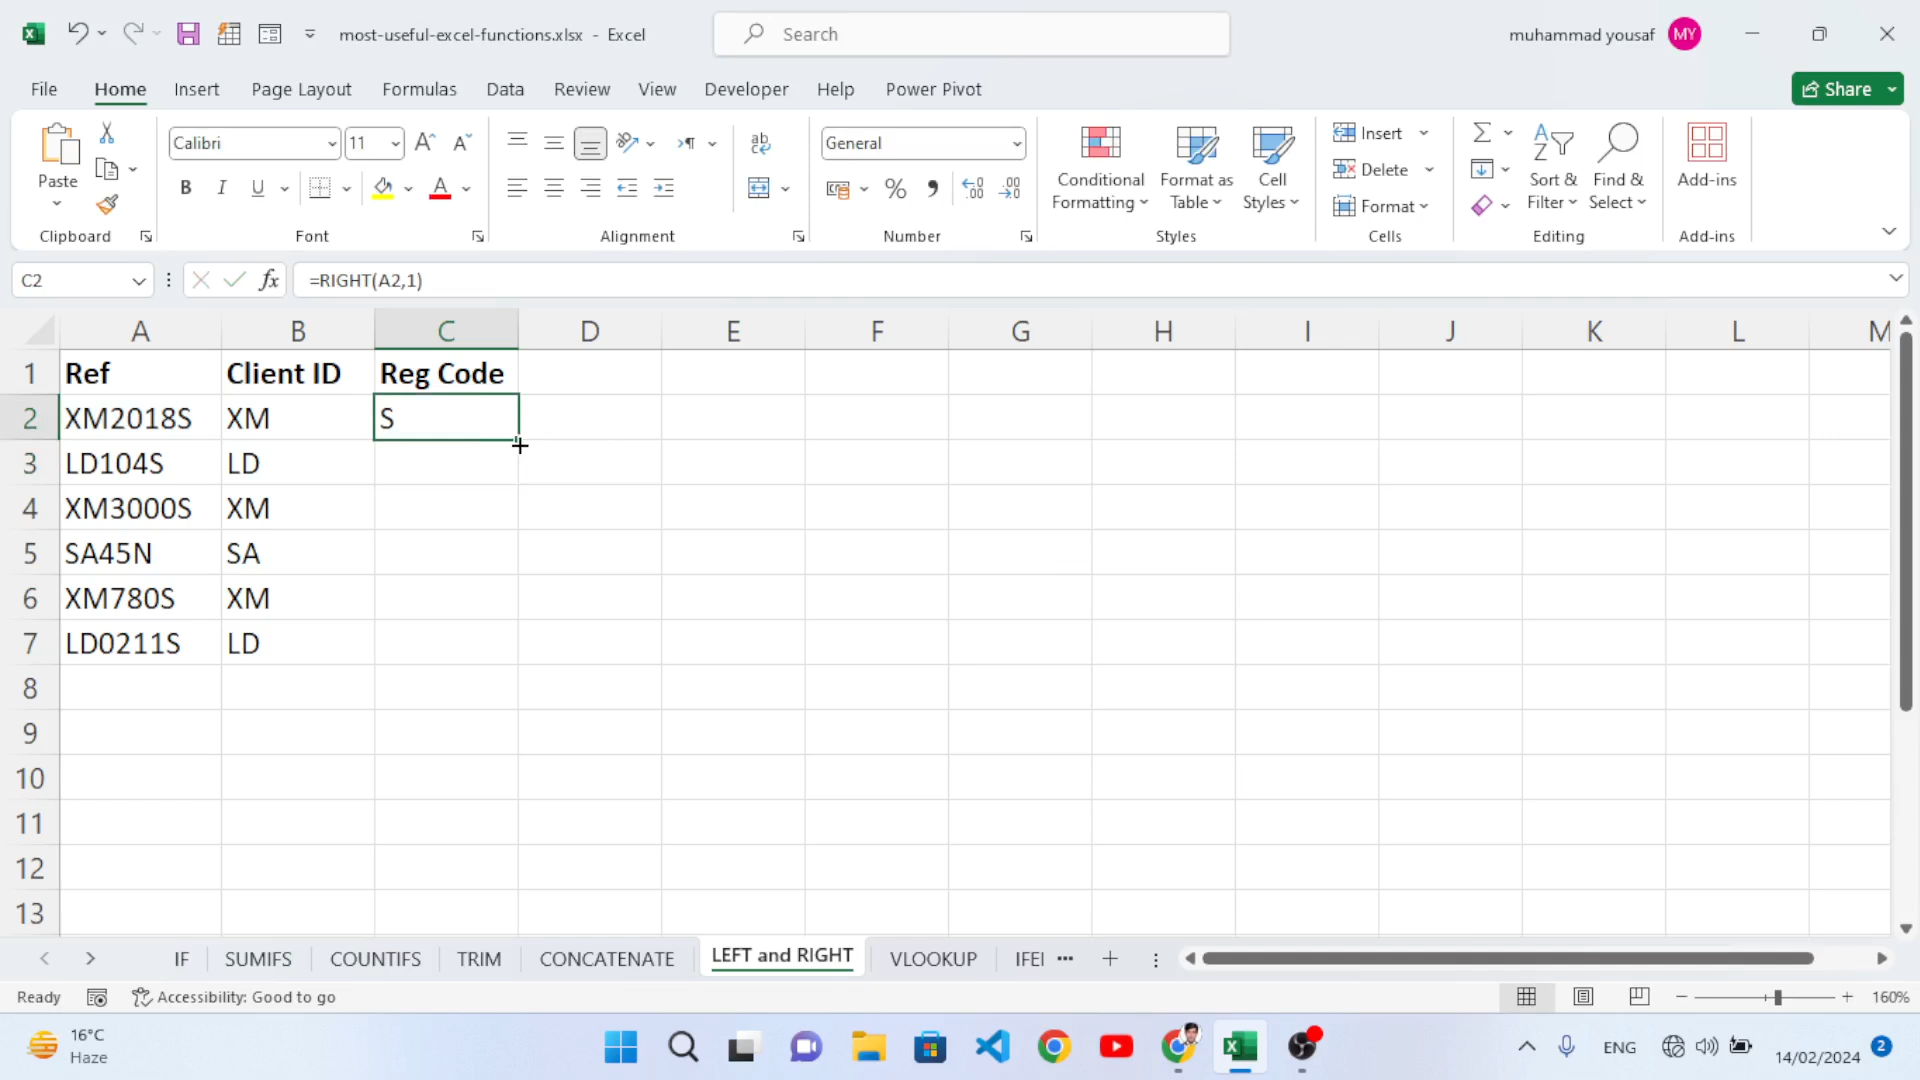 most-useful-excel-functions.xlsx - Excel
Search
muhammad yousaf MY
File Home Insert Page Layout Formulas Data Review View Developer Help Power Pivot
Share
Paste
Clipboard
Calibri 11
B I U
Font
Alignment
General
Number
Conditional Formatting
Format as Table
Cell Styles
Styles
Insert
Delete
Format
Cells
Sort & Filter
Find & Select
Editing
Add-ins
Add-ins
C2 fx =RIGHT(A2,1)
A B C D E F G H I J K L M
1 Ref Client ID Reg Code
2 XM2018S XM S
3 LD104S LD
4 XM3000S XM
5 SA45N SA
6 XM780S XM
7 LD0211S LD
8
9
10
11
12
13
IF SUMIFS COUNTIFS TRIM CONCATENATE LEFT and RIGHT VLOOKUP IFEI ... +
Ready Accessibility: Good to go 160%
16°C
Haze
ENG
14/02/2024 2